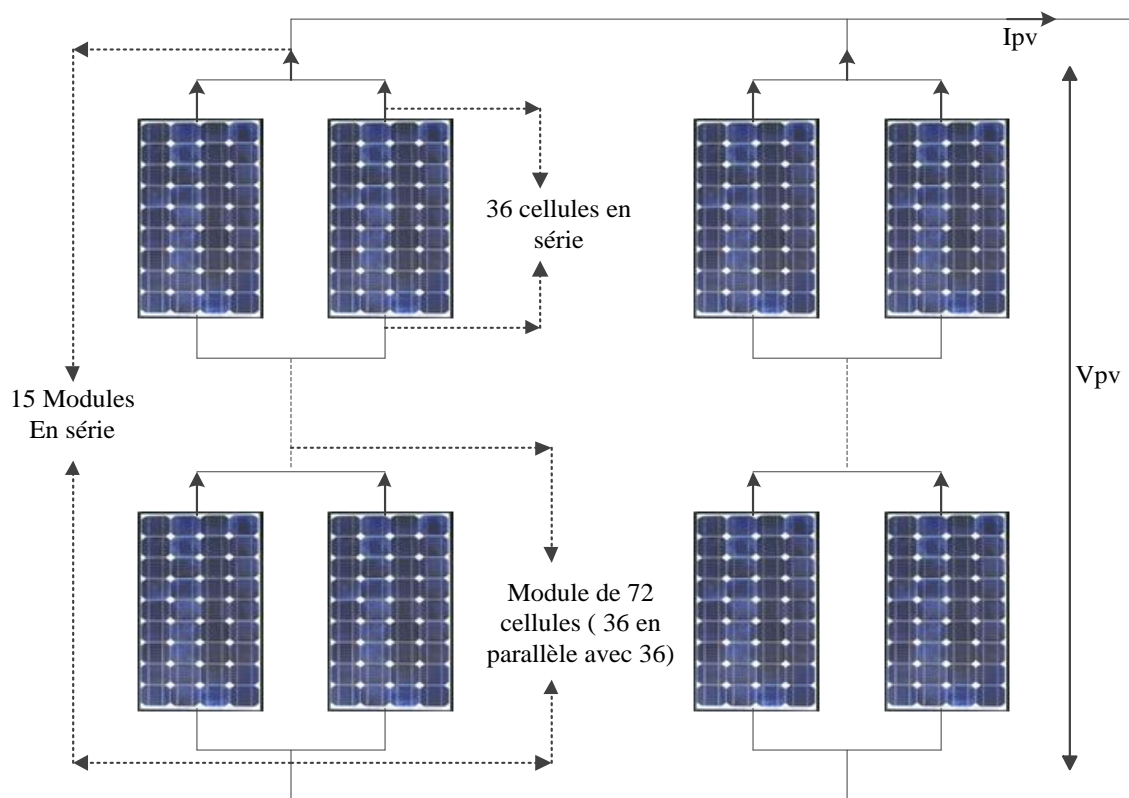 Ipv
36 cellules en
série
Vpv
15 Modules
En série
Module de 72
cellules ( 36 en
parallèle avec 36)